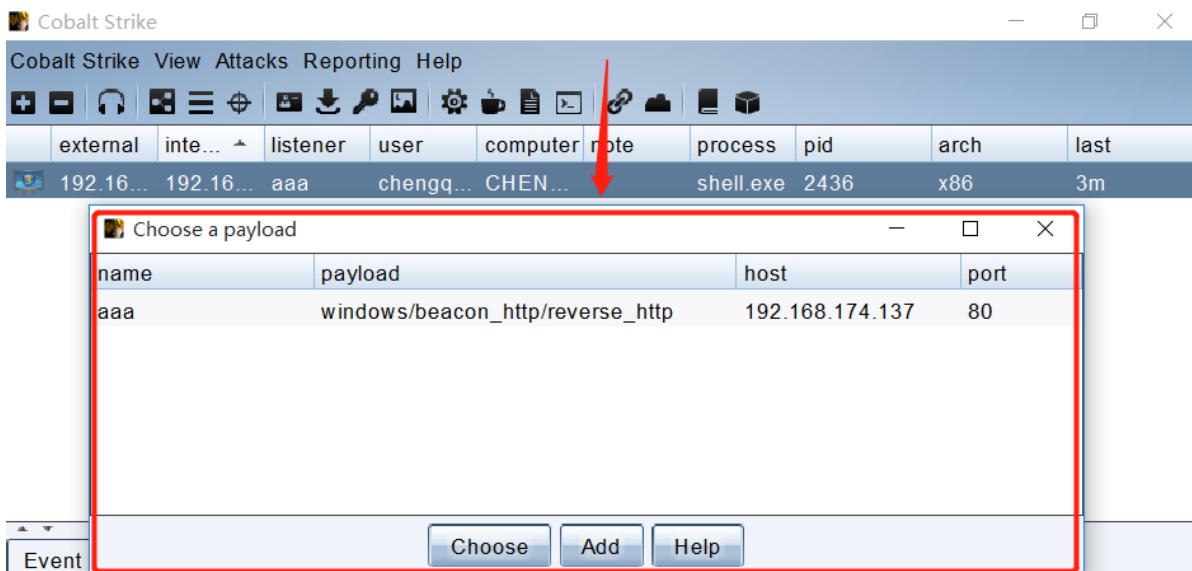 Cobalt Strike
Cobalt Strike View Attacks Reporting Help
external inte... listener user computer note process pid arch last
192.16... 192.16... aaa chengq... CHEN... shell.exe 2436 x86 3m
Choose a payload
name payload host port
aaa windows/beacon_http/reverse_http 192.168.174.137 80
Choose Add Help
Event